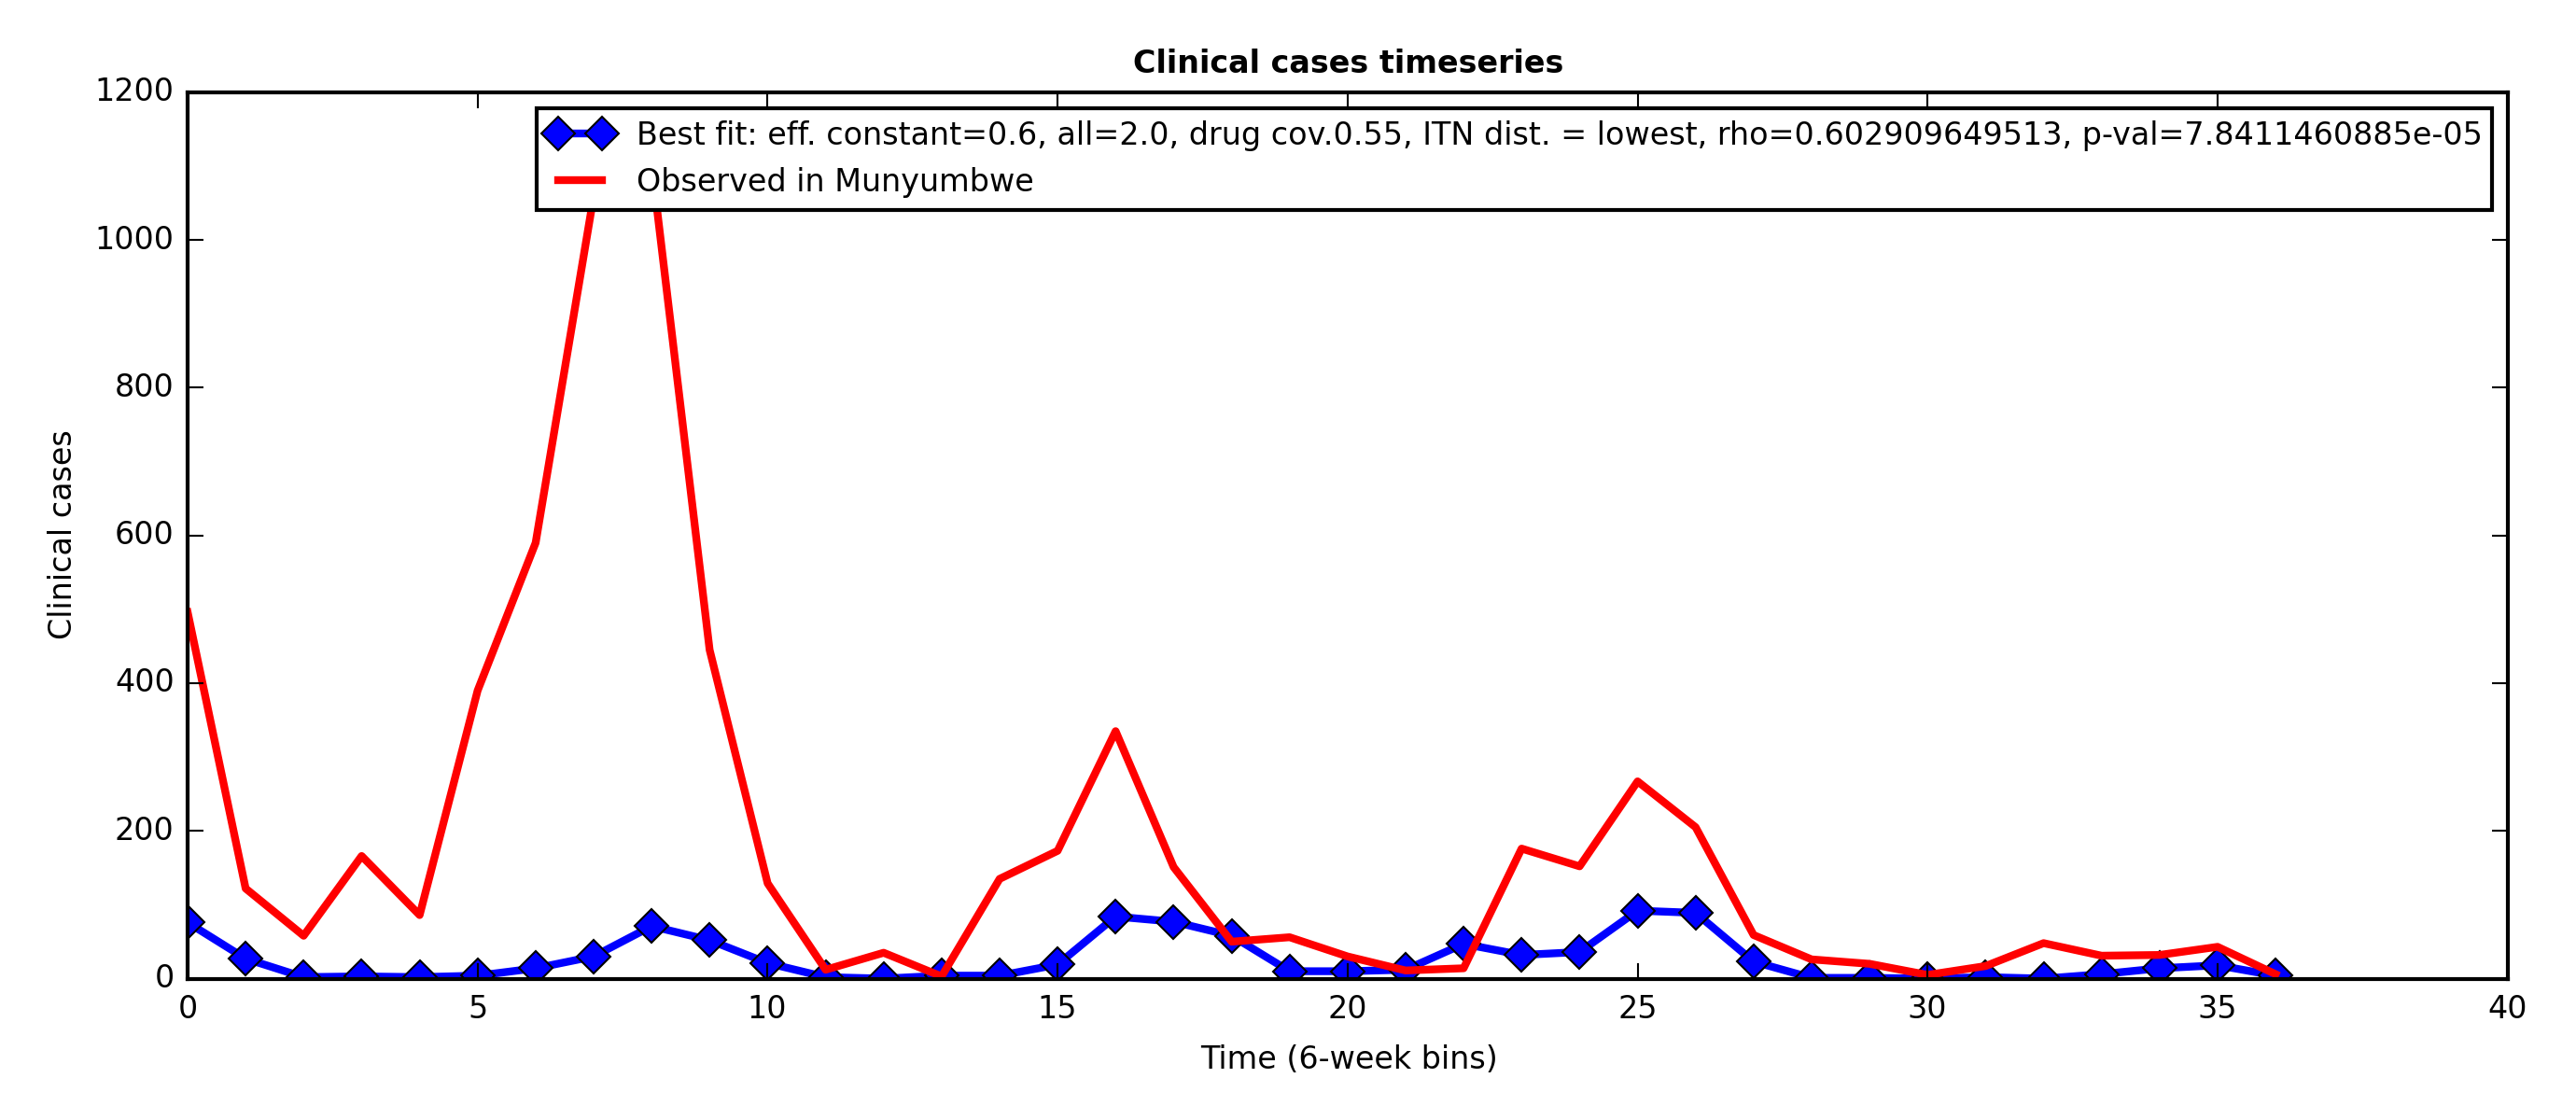 Clinical cases timeseries
1200
1000
800
600
400
200
0
Clinical cases
Best fit: eff. constant=0.6, all=2.0, drug cov.0.55, ITN dist. = lowest, rho=0.602909649513, p-val=7.8411460885e-05
Observed in Munyumbwe
0 5 10 15 20 25 30 35 40
Time (6-week bins)